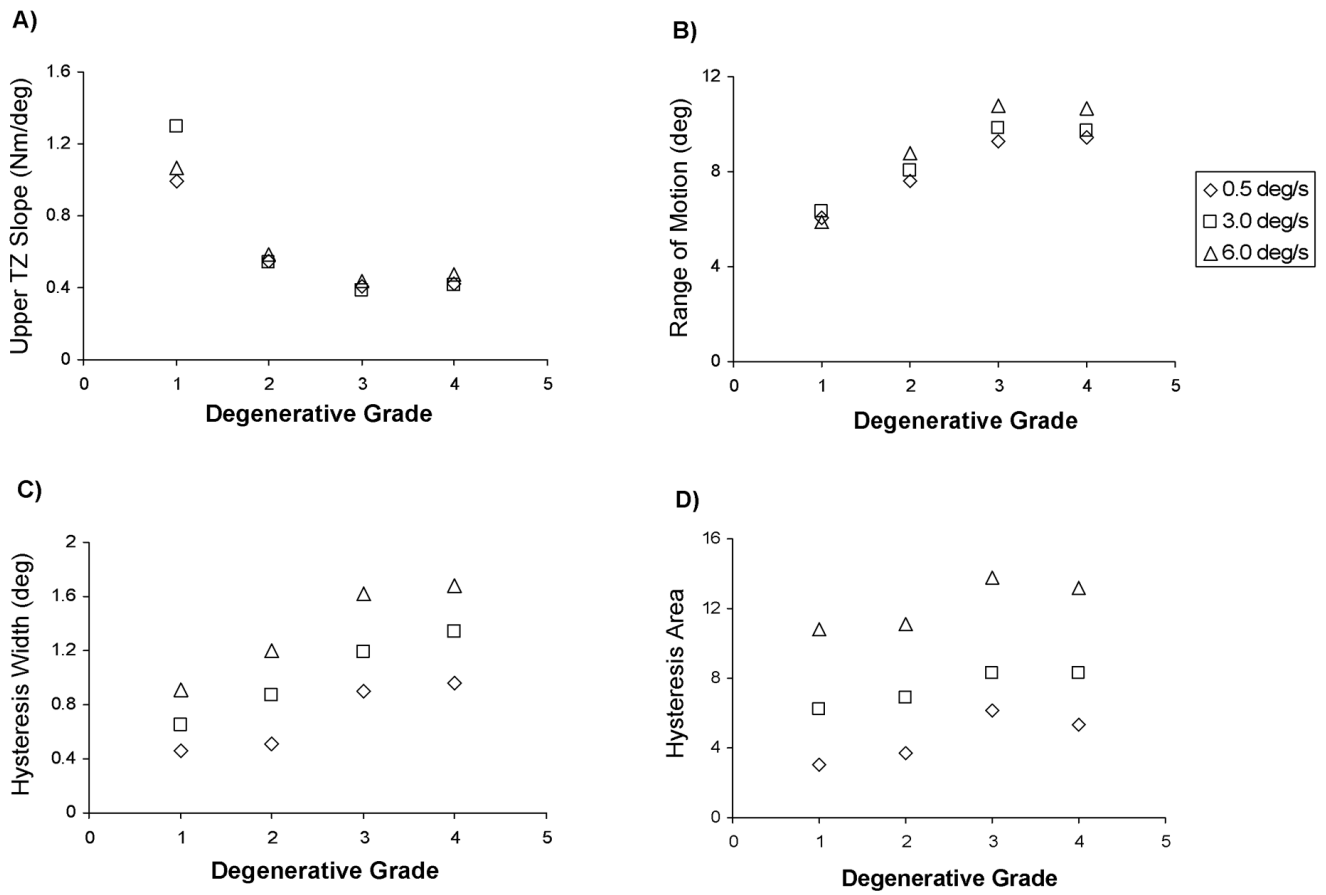 A)
Upper TZ Slope (Nm/deg)
1.6
1.2
0.8
0.4
0
0 1 2 3 4 5
Degenerative Grade
B)
Range of Motion (deg)
12
8
4
0
0 1 2 3 4 5
Degenerative Grade
0.5 deg/s
3.0 deg/s
6.0 deg/s
C)
Hysteresis Width (deg)
2
1.6
1.2
0.8
0.4
0
0 1 2 3 4 5
Degenerative Grade
D)
Hysteresis Area
16
12
8
4
0
0 1 2 3 4 5
Degenerative Grade